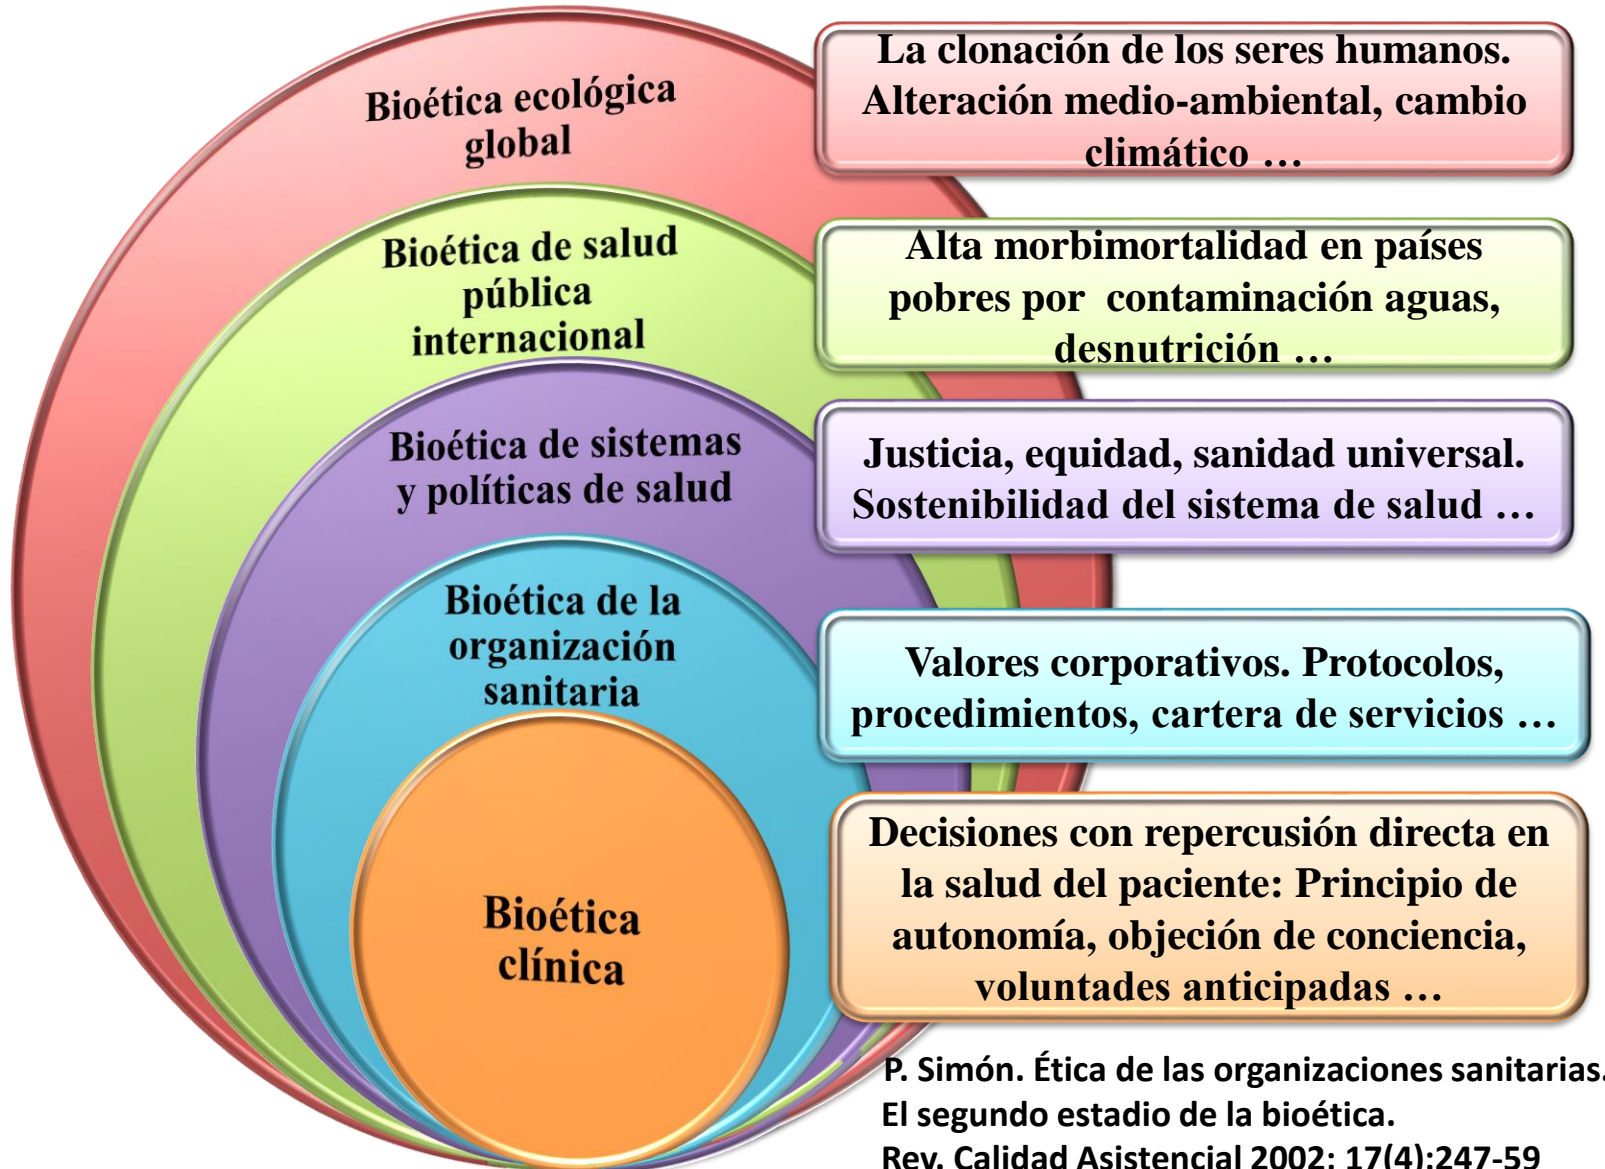 Bioética ecológica
global
La clonación de los seres humanos.
Alteración medio-ambiental, cambio
climático …
Bioética de salud
pública
internacional
Alta morbimortalidad en países
pobres por contaminación aguas,
desnutrición …
Bioética de sistemas
y políticas de salud
Justicia, equidad, sanidad universal.
Sostenibilidad del sistema de salud …
Bioética de la
organización
sanitaria
Valores corporativos. Protocolos,
procedimientos, cartera de servicios …
Bioética
clínica
Decisiones con repercusión directa en
la salud del paciente: Principio de
autonomía, objeción de conciencia,
voluntades anticipadas …
P. Simón. Ética de las organizaciones sanitarias.
El segundo estadio de la bioética.
Rev. Calidad Asistencial 2002; 17(4):247-59